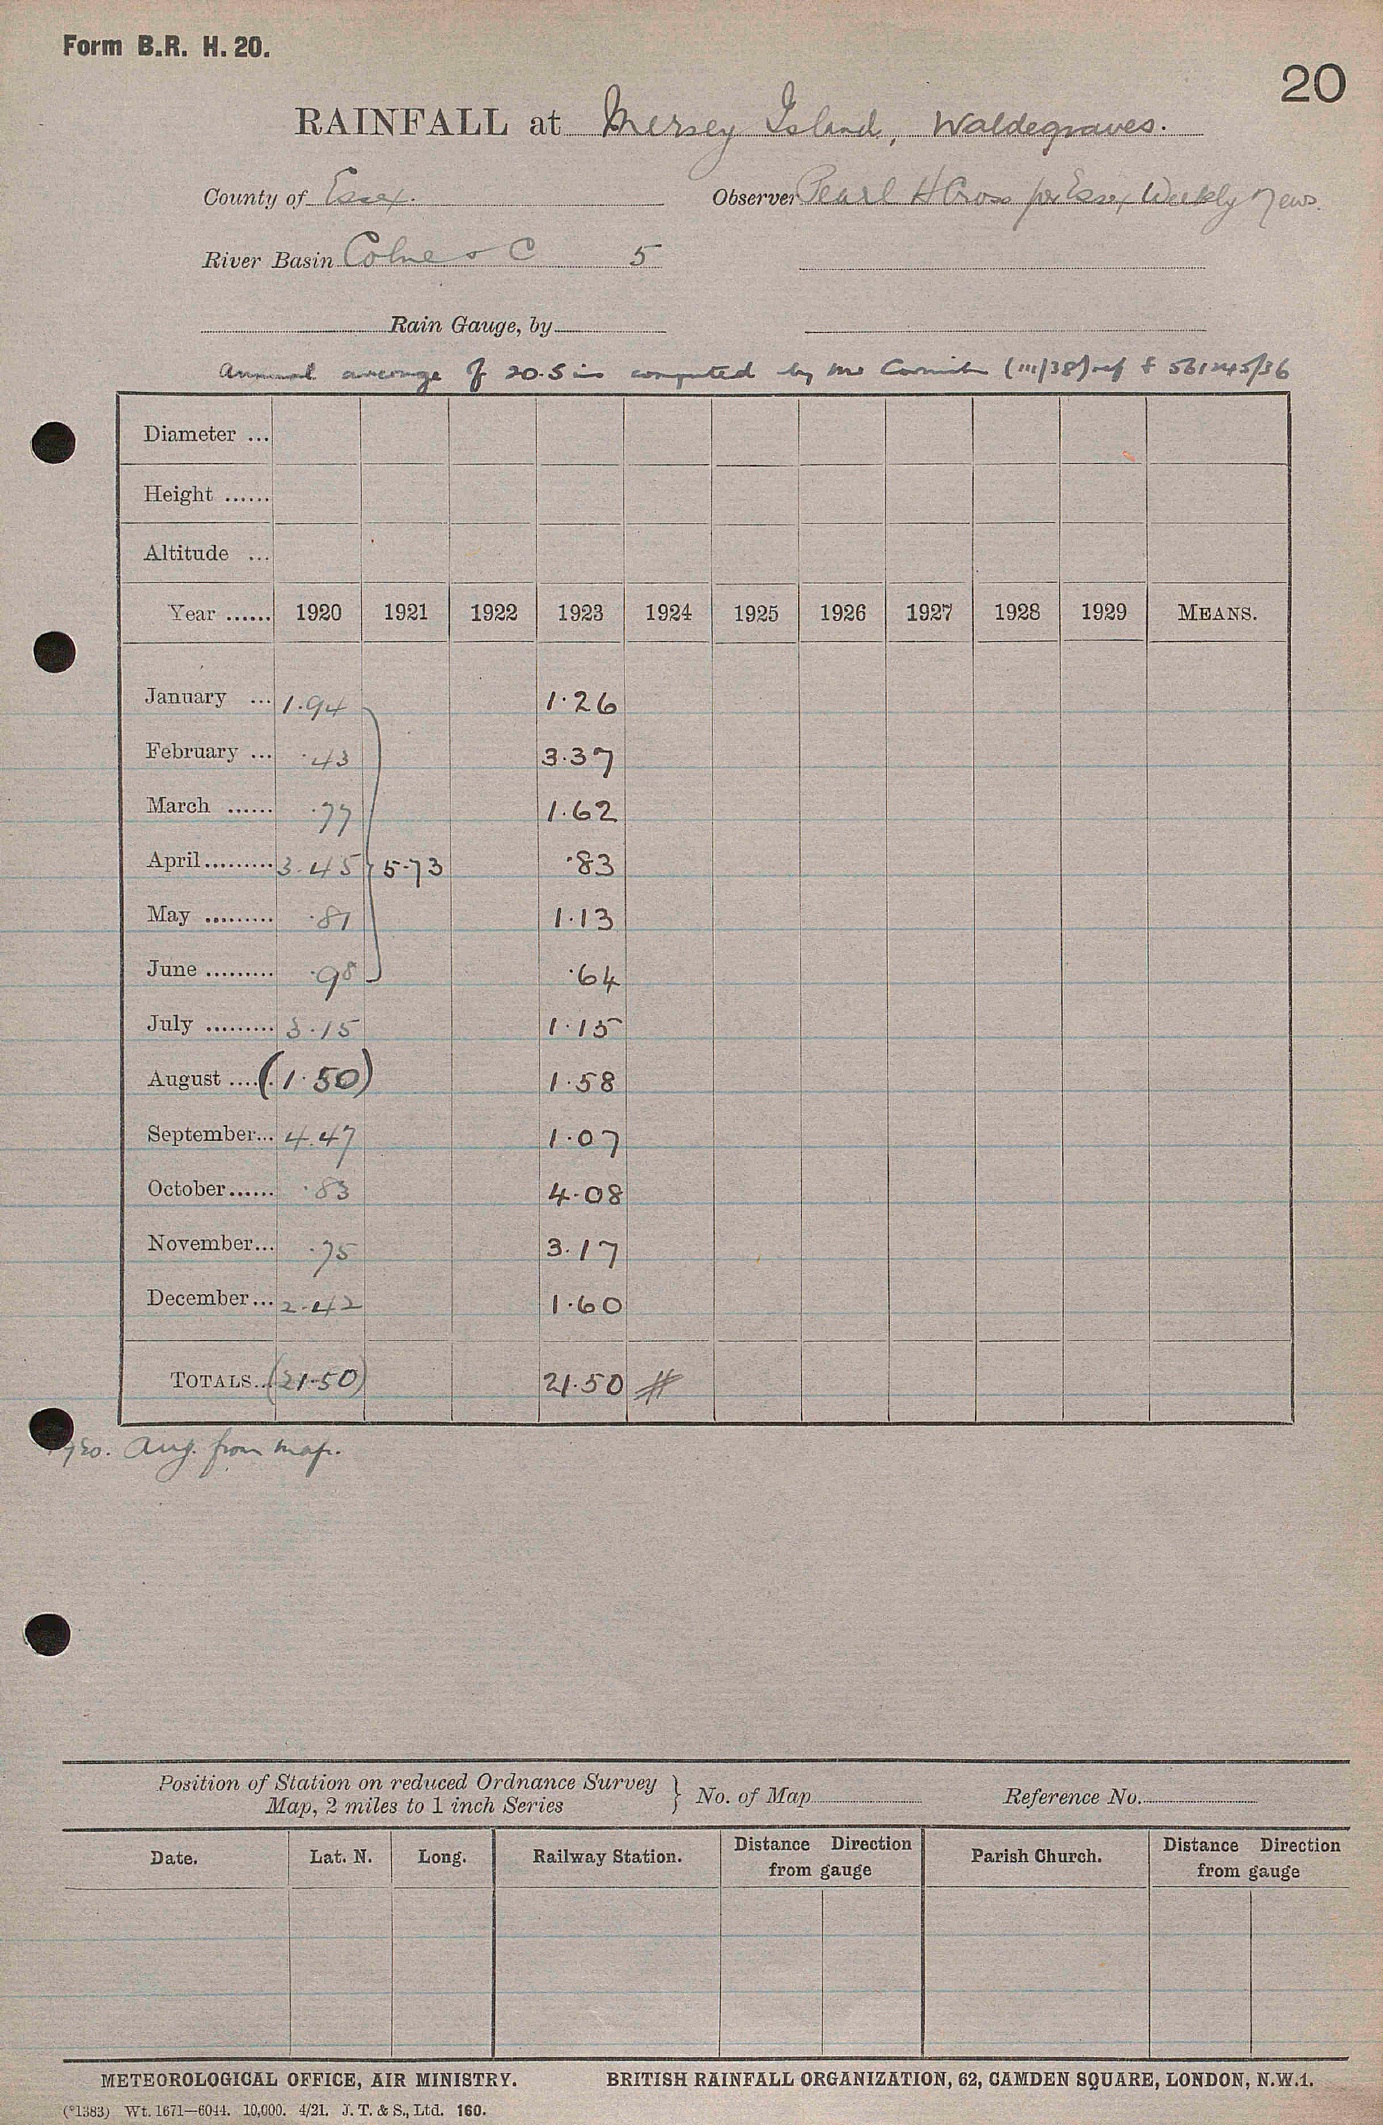 Form B.R. H. 20.
20
RAINFALL at Mersey Island, Waldegraves.
County of Essex. Observer Pearl H Cross for Essex Weekly News.
River Basin Colne & C 5
Rain Gauge, by
Annual average of 20.5 in computed by Mr Cornish (III/38) ref f 561245/36
Diameter ...
Height ......
Altitude ...
Year ...... 1920 1921 1922 1923 1924 1925 1926 1927 1928 1929 MEANS.
January ... 1.94 1.26
February ... .43 3.37
March ...... .77 1.62
April......... 3.45 } 5.73 .83
May ......... .81 1.13
June ......... .98 .64
July ......... 3.15 1.15
August ..... (1.50) 1.58
September... 4.47 1.07
October...... .83 4.08
November... .75 3.17
December... 2.42 1.60
TOTALS... (21.50) 21.50 #
1920. Aug. from map.
Position of Station on reduced Ordnance Survey
Map, 2 miles to 1 inch Series } No. of Map Reference No.
Date. Lat. N. Long. Railway Station. Distance Direction from gauge Parish Church. Distance Direction from gauge
METEOROLOGICAL OFFICE, AIR MINISTRY. BRITISH RAINFALL ORGANIZATION, 62, CAMDEN SQUARE, LONDON, N.W.1.
(*1383) Wt. 1671—6044. 10,000. 4/21. J. T. & S., Ltd. 160.